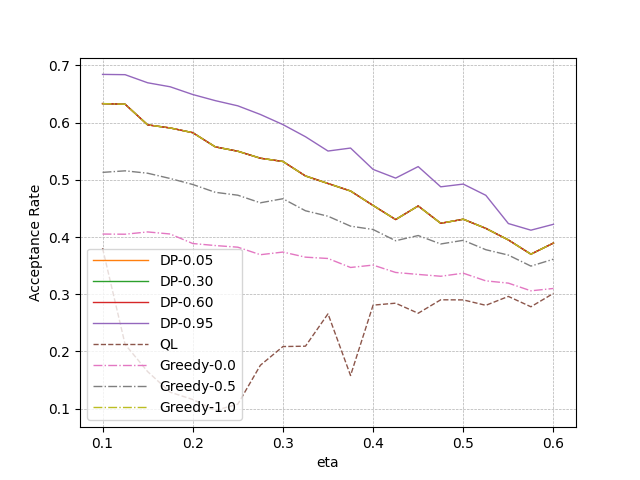 0.7
0.6
0.5
0.4
0.3
0.2
0.1
Acceptance Rate
DP-0.05
DP-0.30
DP-0.60
DP-0.95
QL
Greedy-0.0
Greedy-0.5
Greedy-1.0
0.1 0.2 0.3 0.4 0.5 0.6
eta